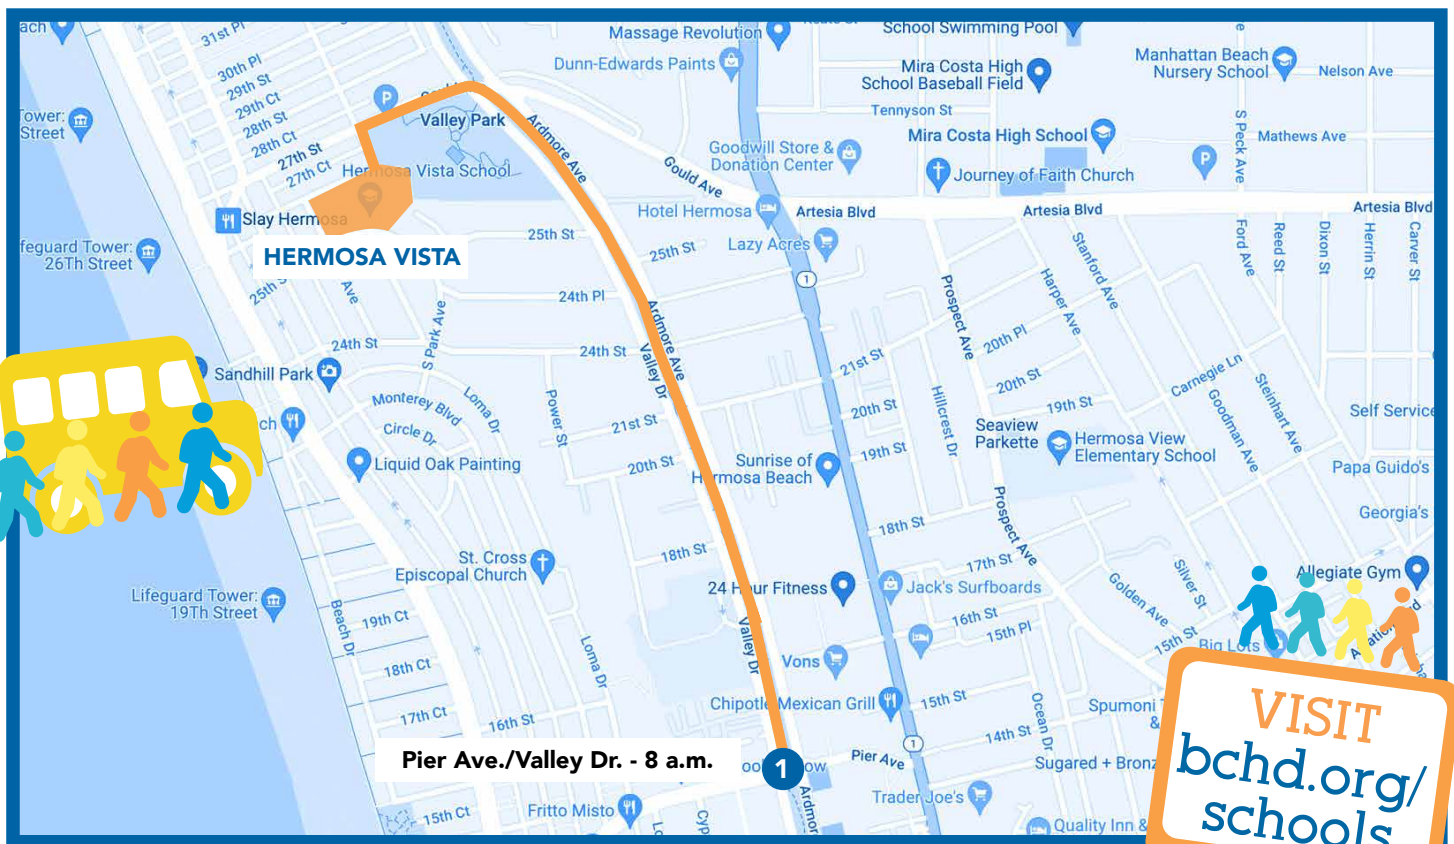 ach
31st Pl
30th Pl
29th St
29th Ct
28th St
28th Ct
27th St
27th Ct
Tower:
Street
P
Valley Park
Hermosa Vista School
Slay Hermosa
HERMOSA VISTA
feguard Tower:
26Th Street
25th S
Ave
Massage Revolution
Dunn-Edwards Paints
School Swimming Pool
Mira Costa High
School Baseball Field
Manhattan Beach
Nursery School
Nelson Ave
Tennyson St
Mira Costa High School
S Peck Ave
Mathews Ave
P
Goodwill Store &
Donation Center
Journey of Faith Church
Ardmore Ave
Gould Ave
Hotel Hermosa
Artesia Blvd
Artesia Blvd
Artesia Blvd
25th St
25th St
Lazy Acres
1
24th Pl
24th St
24th St
S Park Ave
Ardmore Ave
Valley Dr
Prospect Ave
Harper Ave
Stanford Ave
Ford Ave
Reed St
Dixon St
Herrin St
Carver St
20th Pl
21st St
20th St
Carnegie Ln
Steinhart Ave
Goodman Ave
Sandhill Park
ch
Monterey Blvd
Circle Dr
Loma Dr
Power St
21st St
20th St
20th St
19th St
Hillcrest Dr
19th St
Seaview
Parkette
Hermosa View
Elementary School
Self Service
Papa Guido's
Georgia's
Liquid Oak Painting
Sunrise of
Hermosa Beach
18th St
Prospect Ave
St. Cross
Episcopal Church
18th St
24 Hour Fitness
Jack's Surfboards
17th St
16th St
15th Pl
Golden Ave
Silver St
15th St
Allegiate Gym
Big Lots
Lifeguard Tower:
19Th Street
Beach Dr
19th Ct
18th Ct
17th Ct
16th St
15th Ct
Loma Dr
Valley Dr
Vons
Chipotle Mexican Grill
15th St
Ocean Dr
14th St
Spumoni
&
Pier Ave./Valley Dr. - 8 a.m.
1
ow
Pier Ave
1
Sugared + Bronz
Trader Joe's
Fritto Misto
Lo
Cyp
Ardmor
Quality Inn &
VISIT
bchd.org/
schools